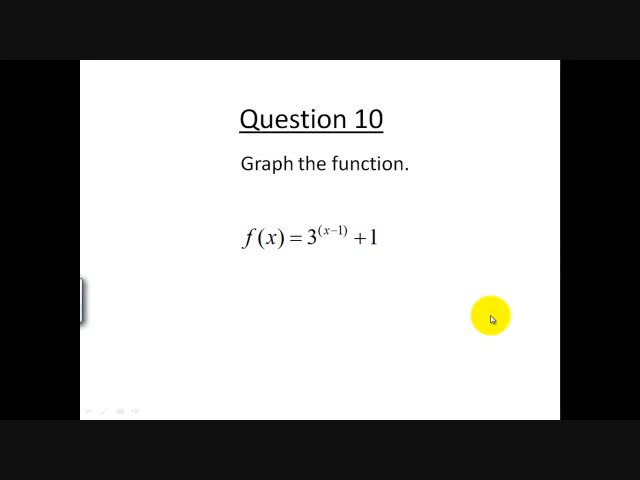 Question 10
Graph the function.
f(x) = 3^(x−1) + 1